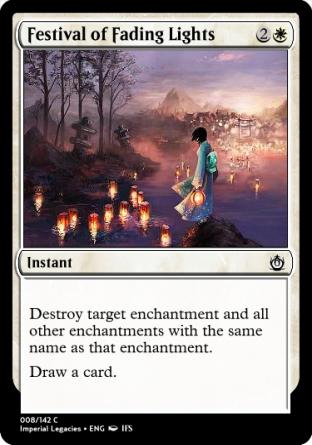 Festival of Fading Lights 2
Instant
Destroy target enchantment and all
other enchantments with the same
name as that enchantment.
Draw a card.
008/142 C
Imperial Legacies • ENG IFS